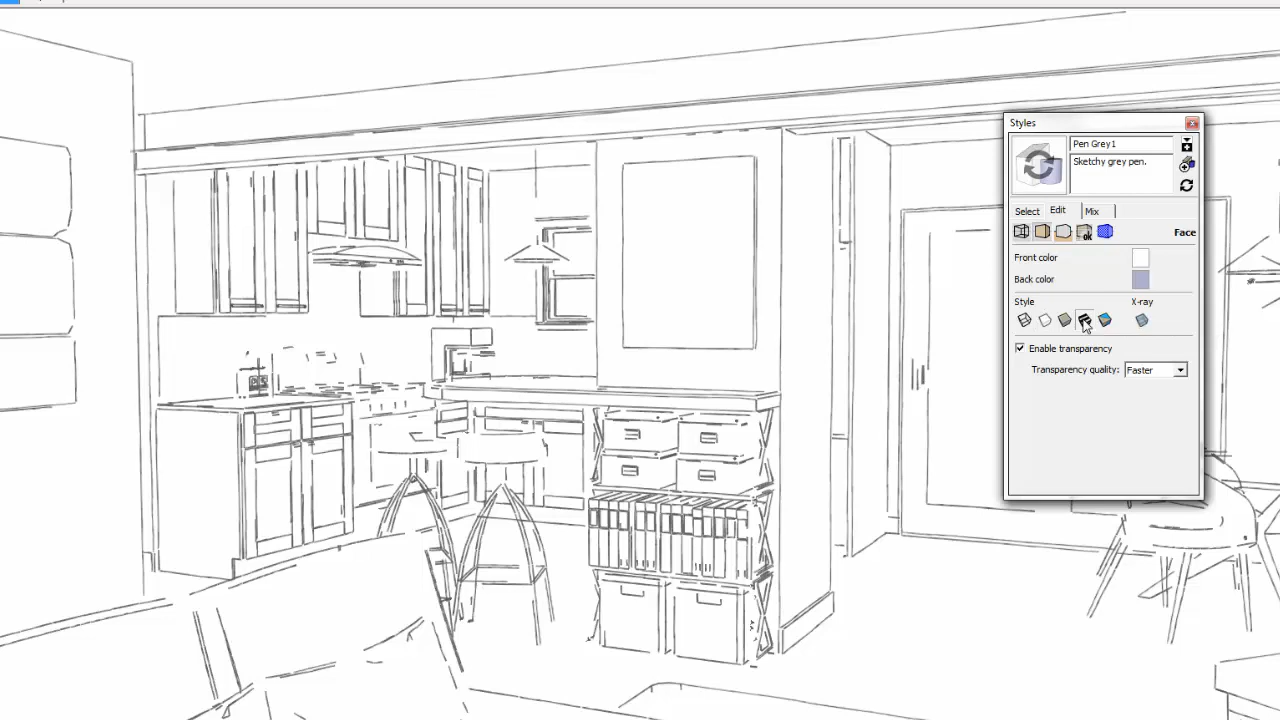 Styles
Pen Grey1
Sketchy grey pen.
Select
Edit
Mix
Face
Front color
Back color
Style
X-ray
Enable transparency
Transparency quality:
Faster